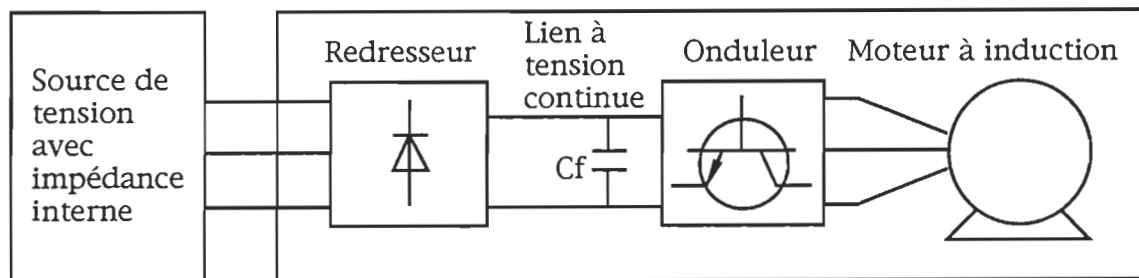 Source de
tension
avec
impédance
interne
Redresseur
Lien à
tension
continue
Cf
Onduleur
Moteur à induction